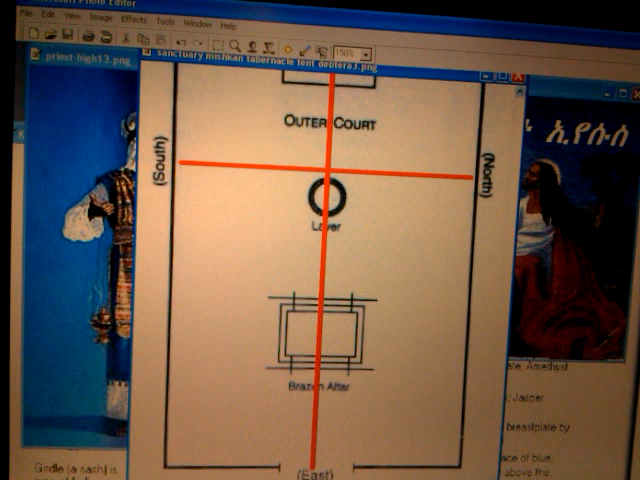 Microsoft Photo Editor
File Edit View Image Effects Tools Window Help
150%
priest-high13.png
sanctuary mishkan tabernacle tent debtera3.png
OUTER COURT
(South)
(North)
Laver
Brazen Altar
(East)
ኢየሱስ
Amethyst
Jasper
breastplate by
ace of blue,
above the
Girdle (a sash) is